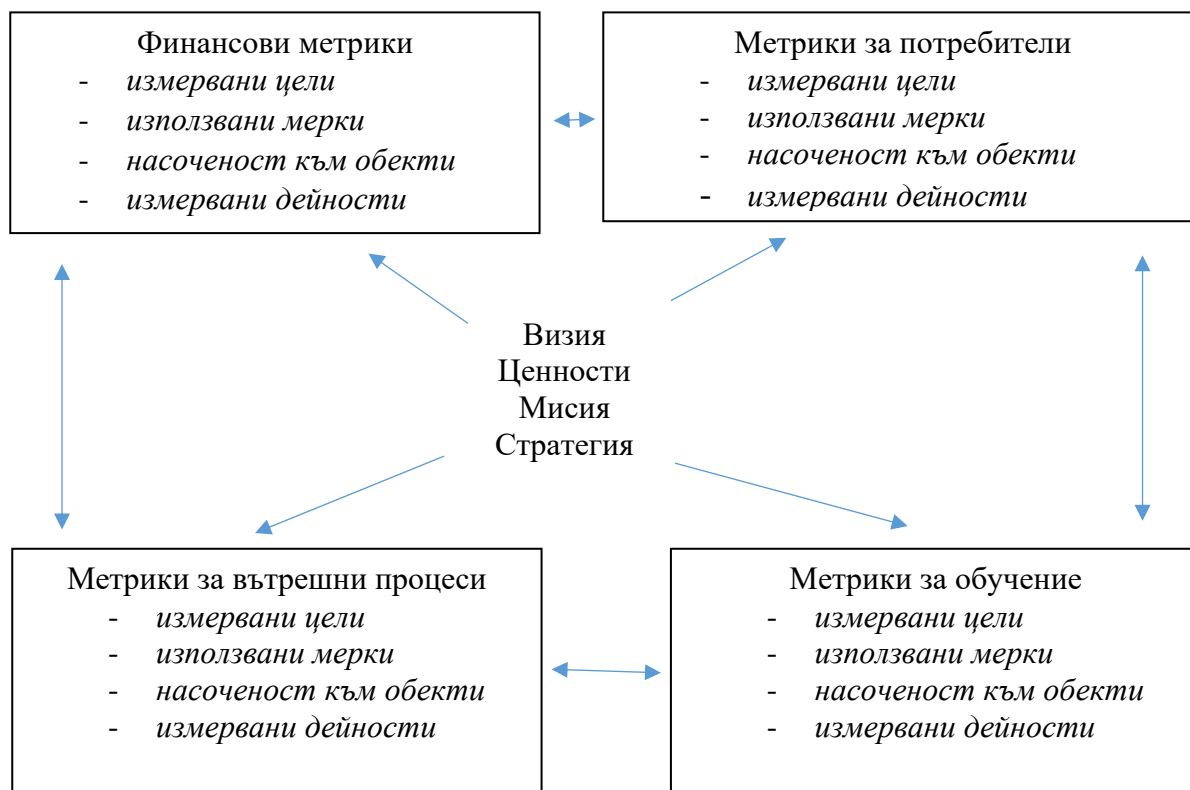 Финансови метрики
- измервани цели
- използвани мерки
- насоченост към обекти
- измервани дейности
Метрики за потребители
- измервани цели
- използвани мерки
- насоченост към обекти
- измервани дейности
Визия
Ценности
Мисия
Стратегия
Метрики за вътрешни процеси
- измервани цели
- използвани мерки
- насоченост към обекти
- измервани дейности
Метрики за обучение
- измервани цели
- използвани мерки
- насоченост към обекти
- измервани дейности